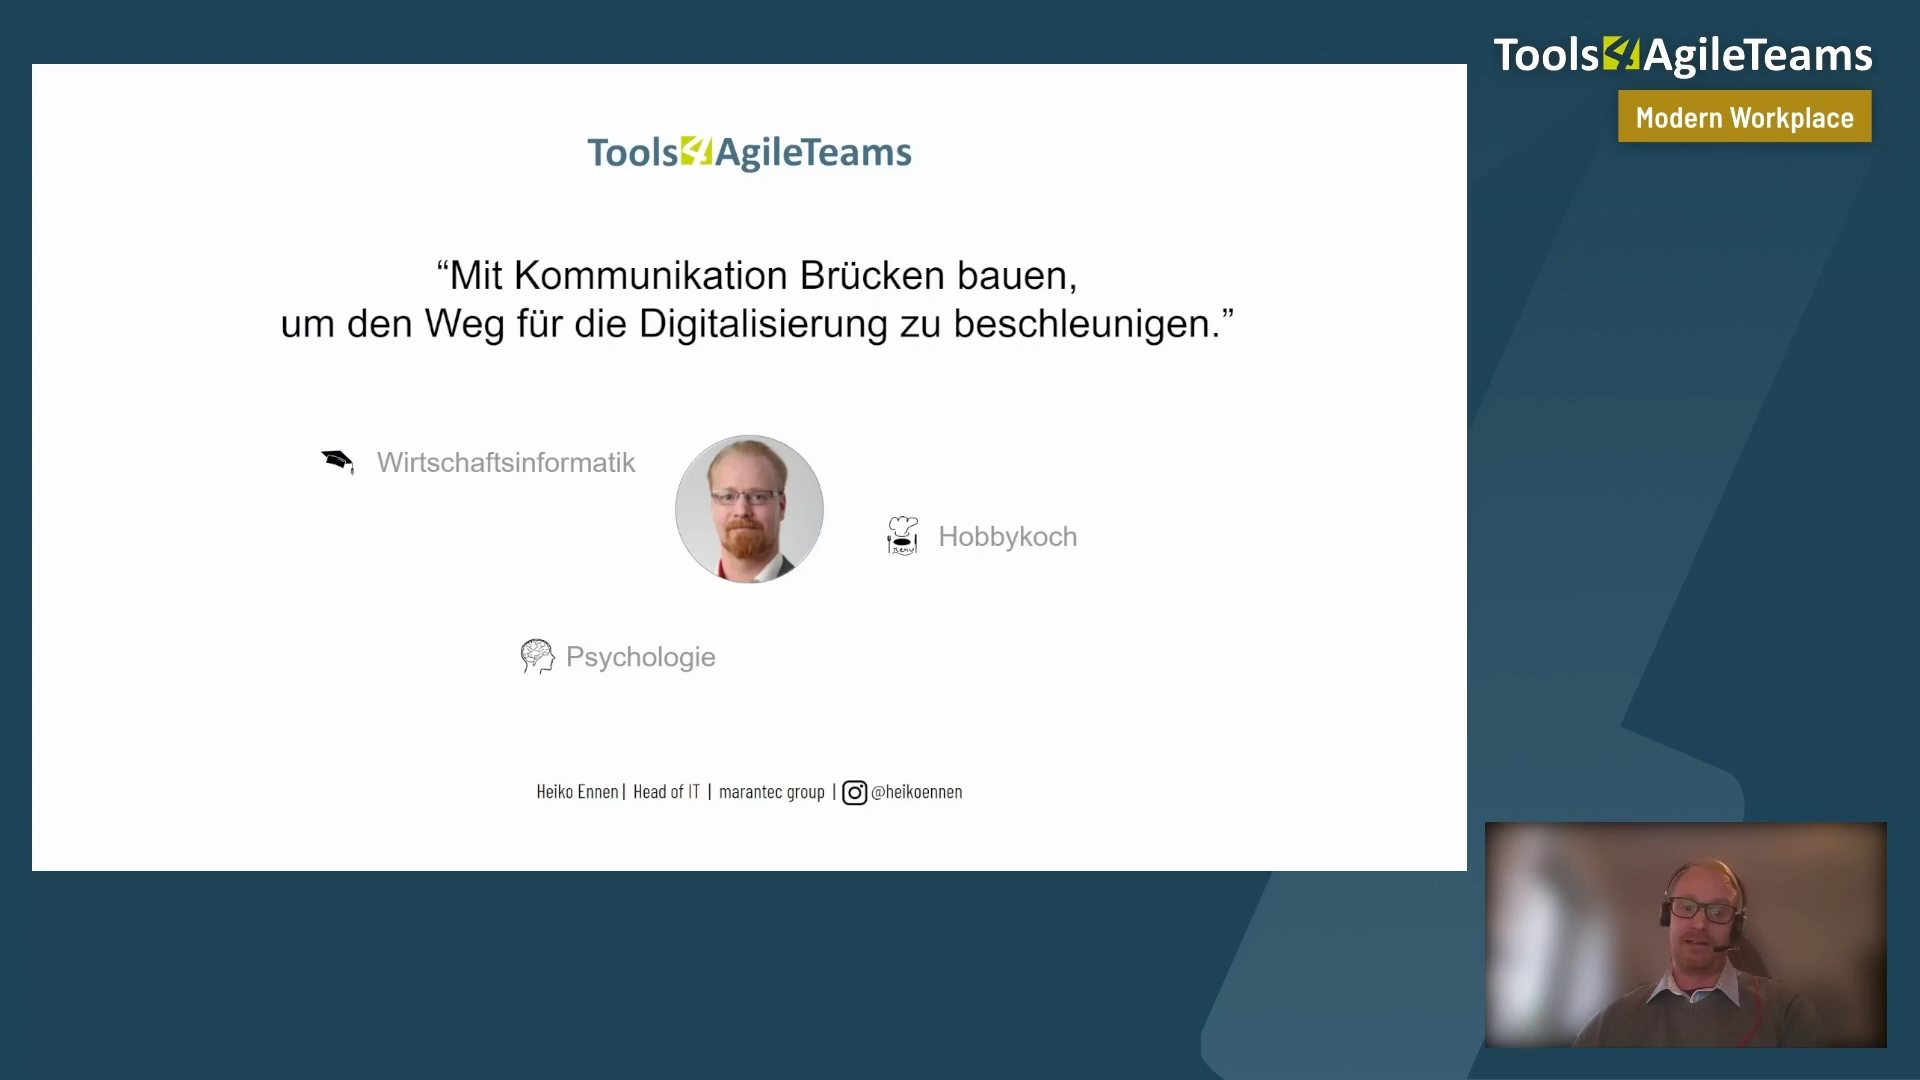 Tools4AgileTeams
Modern Workplace
Tools4AgileTeams
“Mit Kommunikation Brücken bauen,
um den Weg für die Digitalisierung zu beschleunigen.”
Wirtschaftsinformatik
Hobbykoch
menu
Psychologie
Heiko Ennen | Head of IT | marantec group | @heikoennen